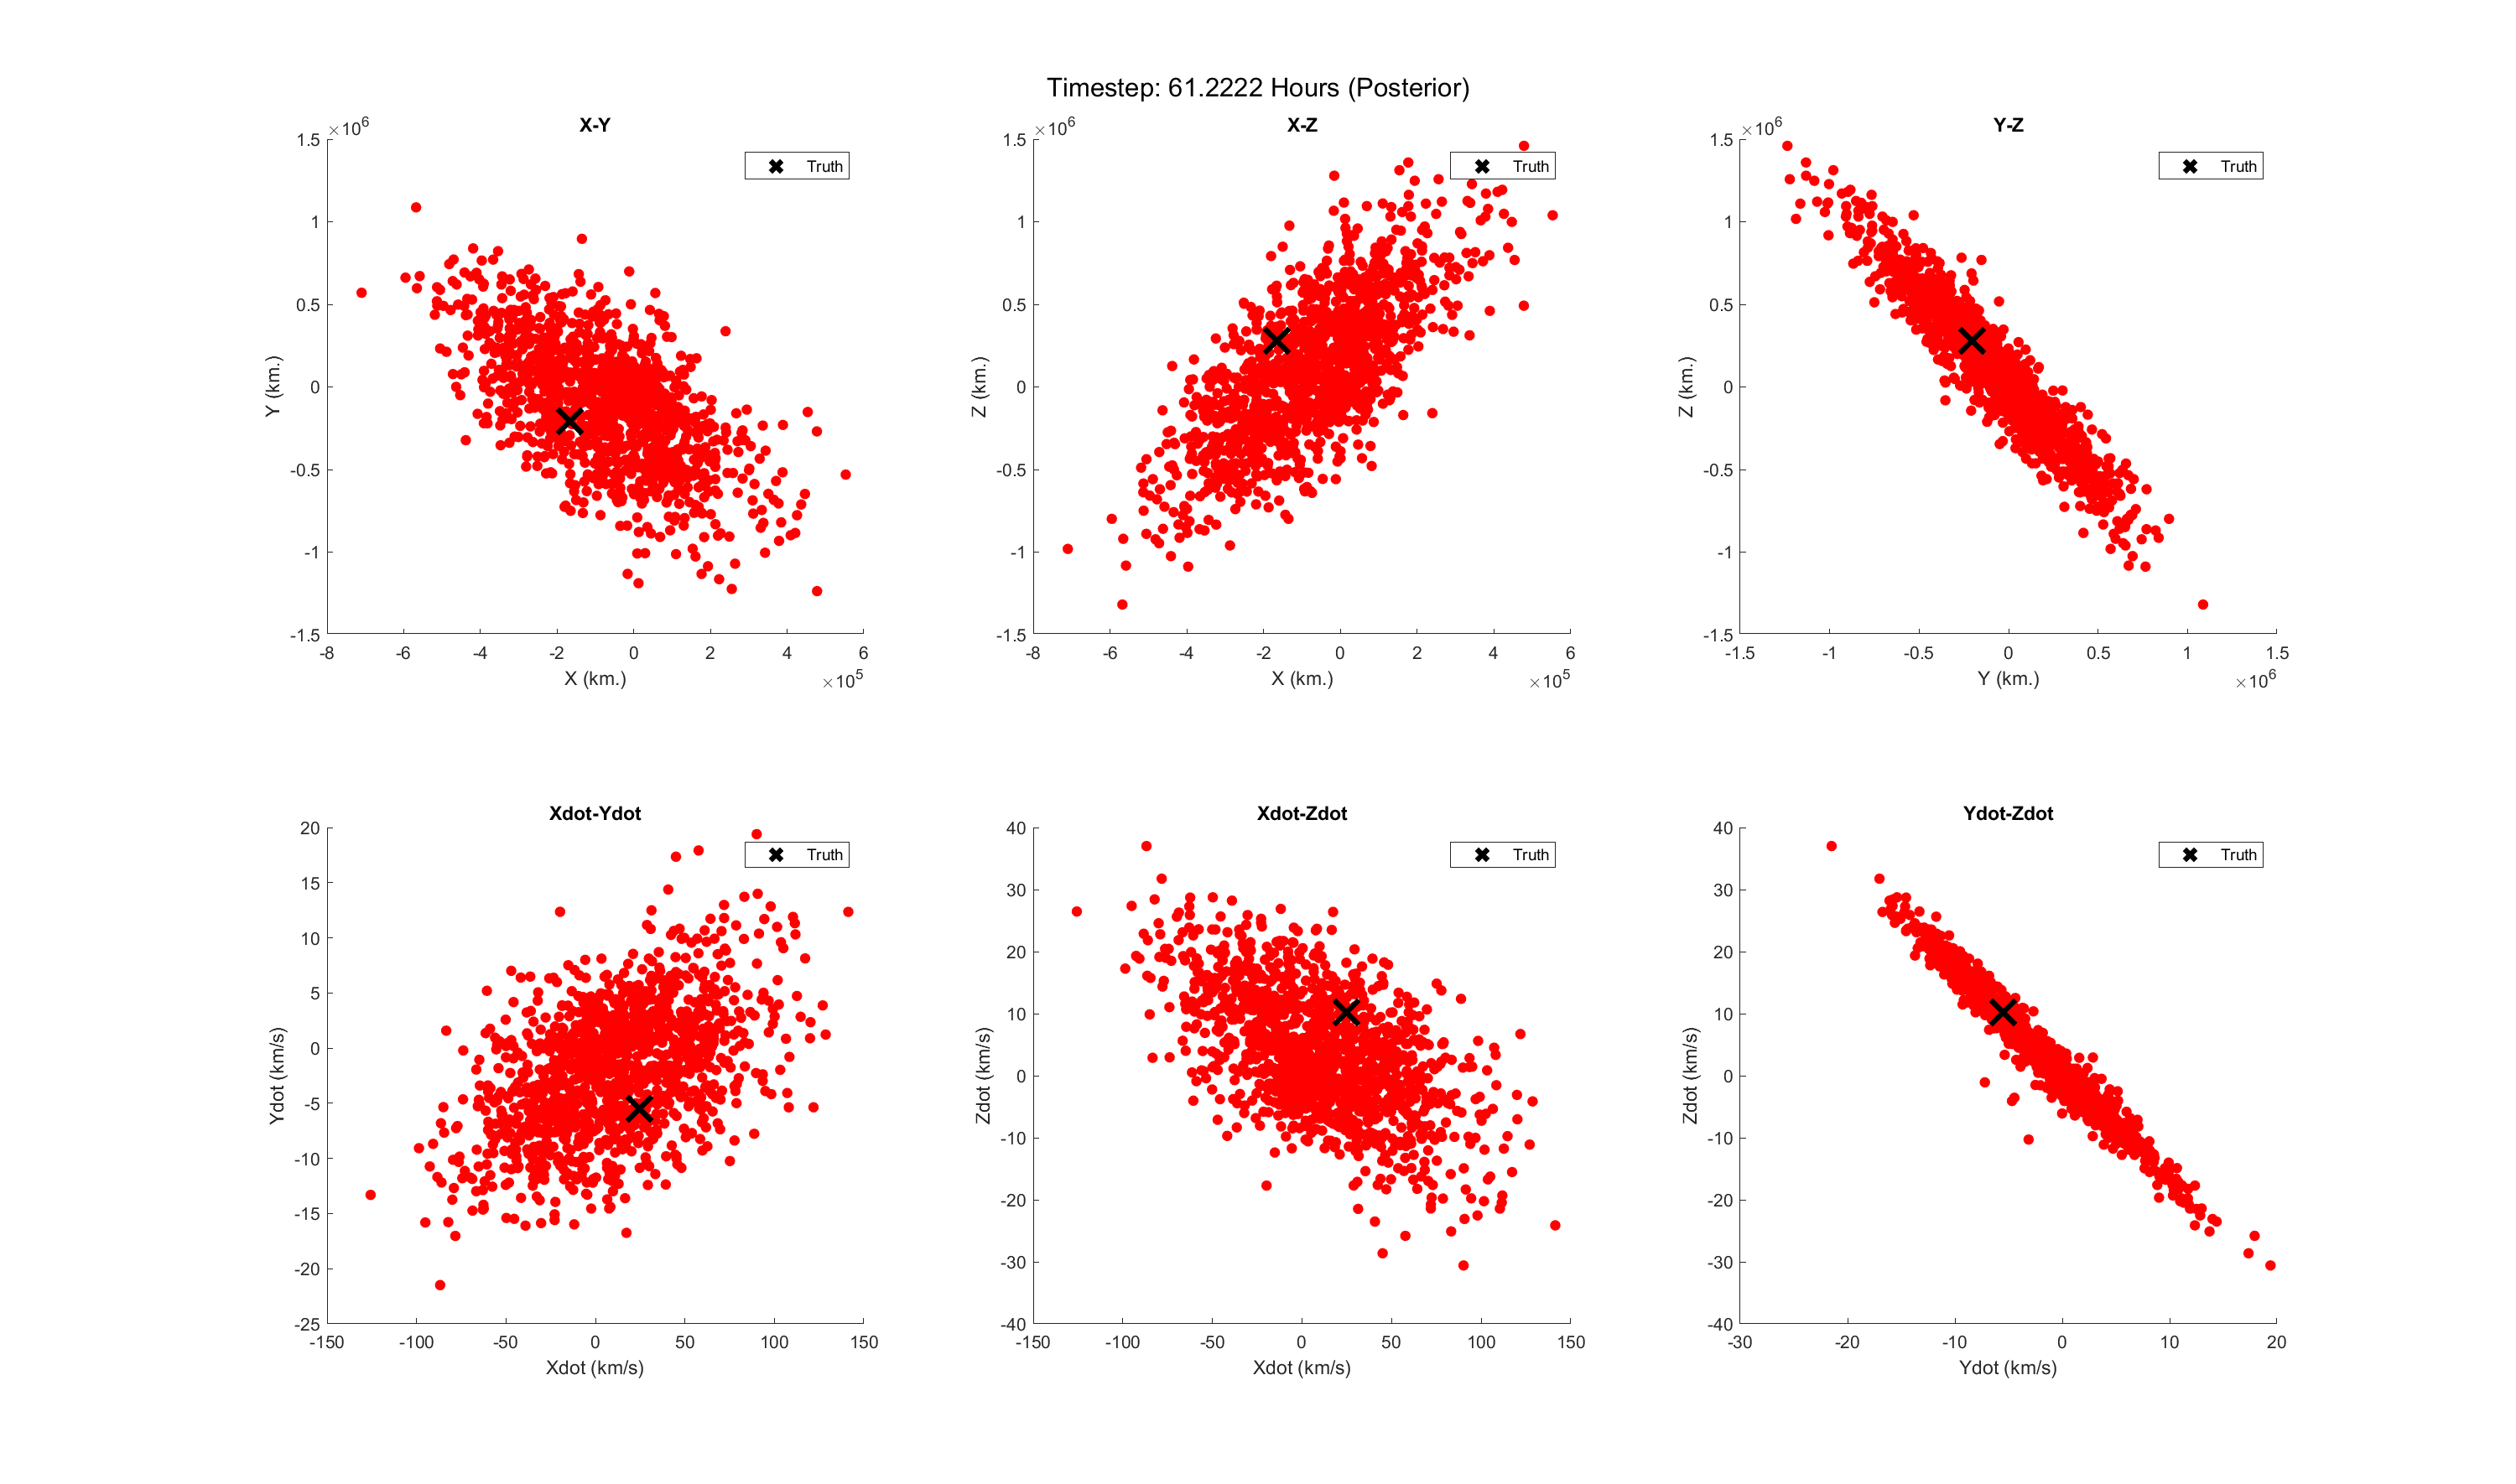 Timestep: 61.2222 Hours (Posterior)
X-Y
×10^6
1.5
1
0.5
0
-0.5
-1
-1.5
Y (km.)
-8 -6 -4 -2 0 2 4 6
X (km.)
×10^5
Truth
X-Z
×10^6
1.5
1
0.5
0
-0.5
-1
-1.5
Z (km.)
-8 -6 -4 -2 0 2 4 6
X (km.)
×10^5
Truth
Y-Z
×10^6
1.5
1
0.5
0
-0.5
-1
-1.5
Z (km.)
-1.5 -1 -0.5 0 0.5 1 1.5
Y (km.)
×10^6
Truth
Xdot-Ydot
20
15
10
5
0
-5
-10
-15
-20
-25
Ydot (km/s)
-150 -100 -50 0 50 100 150
Xdot (km/s)
Truth
Xdot-Zdot
40
30
20
10
0
-10
-20
-30
-40
Zdot (km/s)
-150 -100 -50 0 50 100 150
Xdot (km/s)
Truth
Ydot-Zdot
40
30
20
10
0
-10
-20
-30
-40
Zdot (km/s)
-30 -20 -10 0 10 20
Ydot (km/s)
Truth